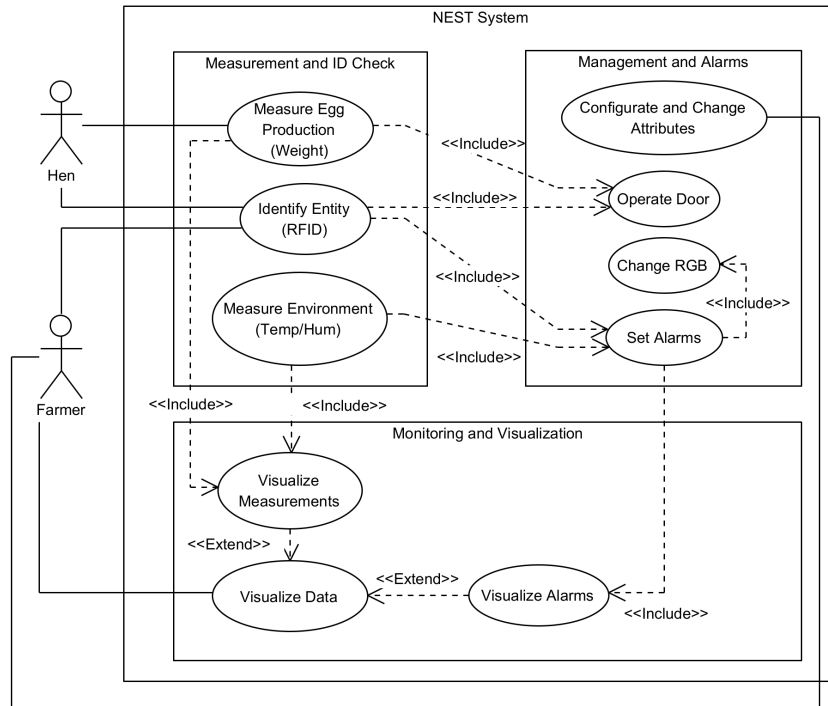 NEST System
Measurement and ID Check
Management and Alarms
Measure Egg
Production
(Weight)
Configurate and Change
Attributes
<<Include>>
Hen
Identify Entity
(RFID)
<<Include>>
Operate Door
Change RGB
<<Include>>
<<Include>>
Measure Environment
(Temp/Hum)
Set Alarms
<<Include>>
Farmer
<<Include>>
<<Include>>
Monitoring and Visualization
Visualize
Measurements
<<Extend>>
Visualize Data
<<Extend>>
Visualize Alarms
<<Include>>